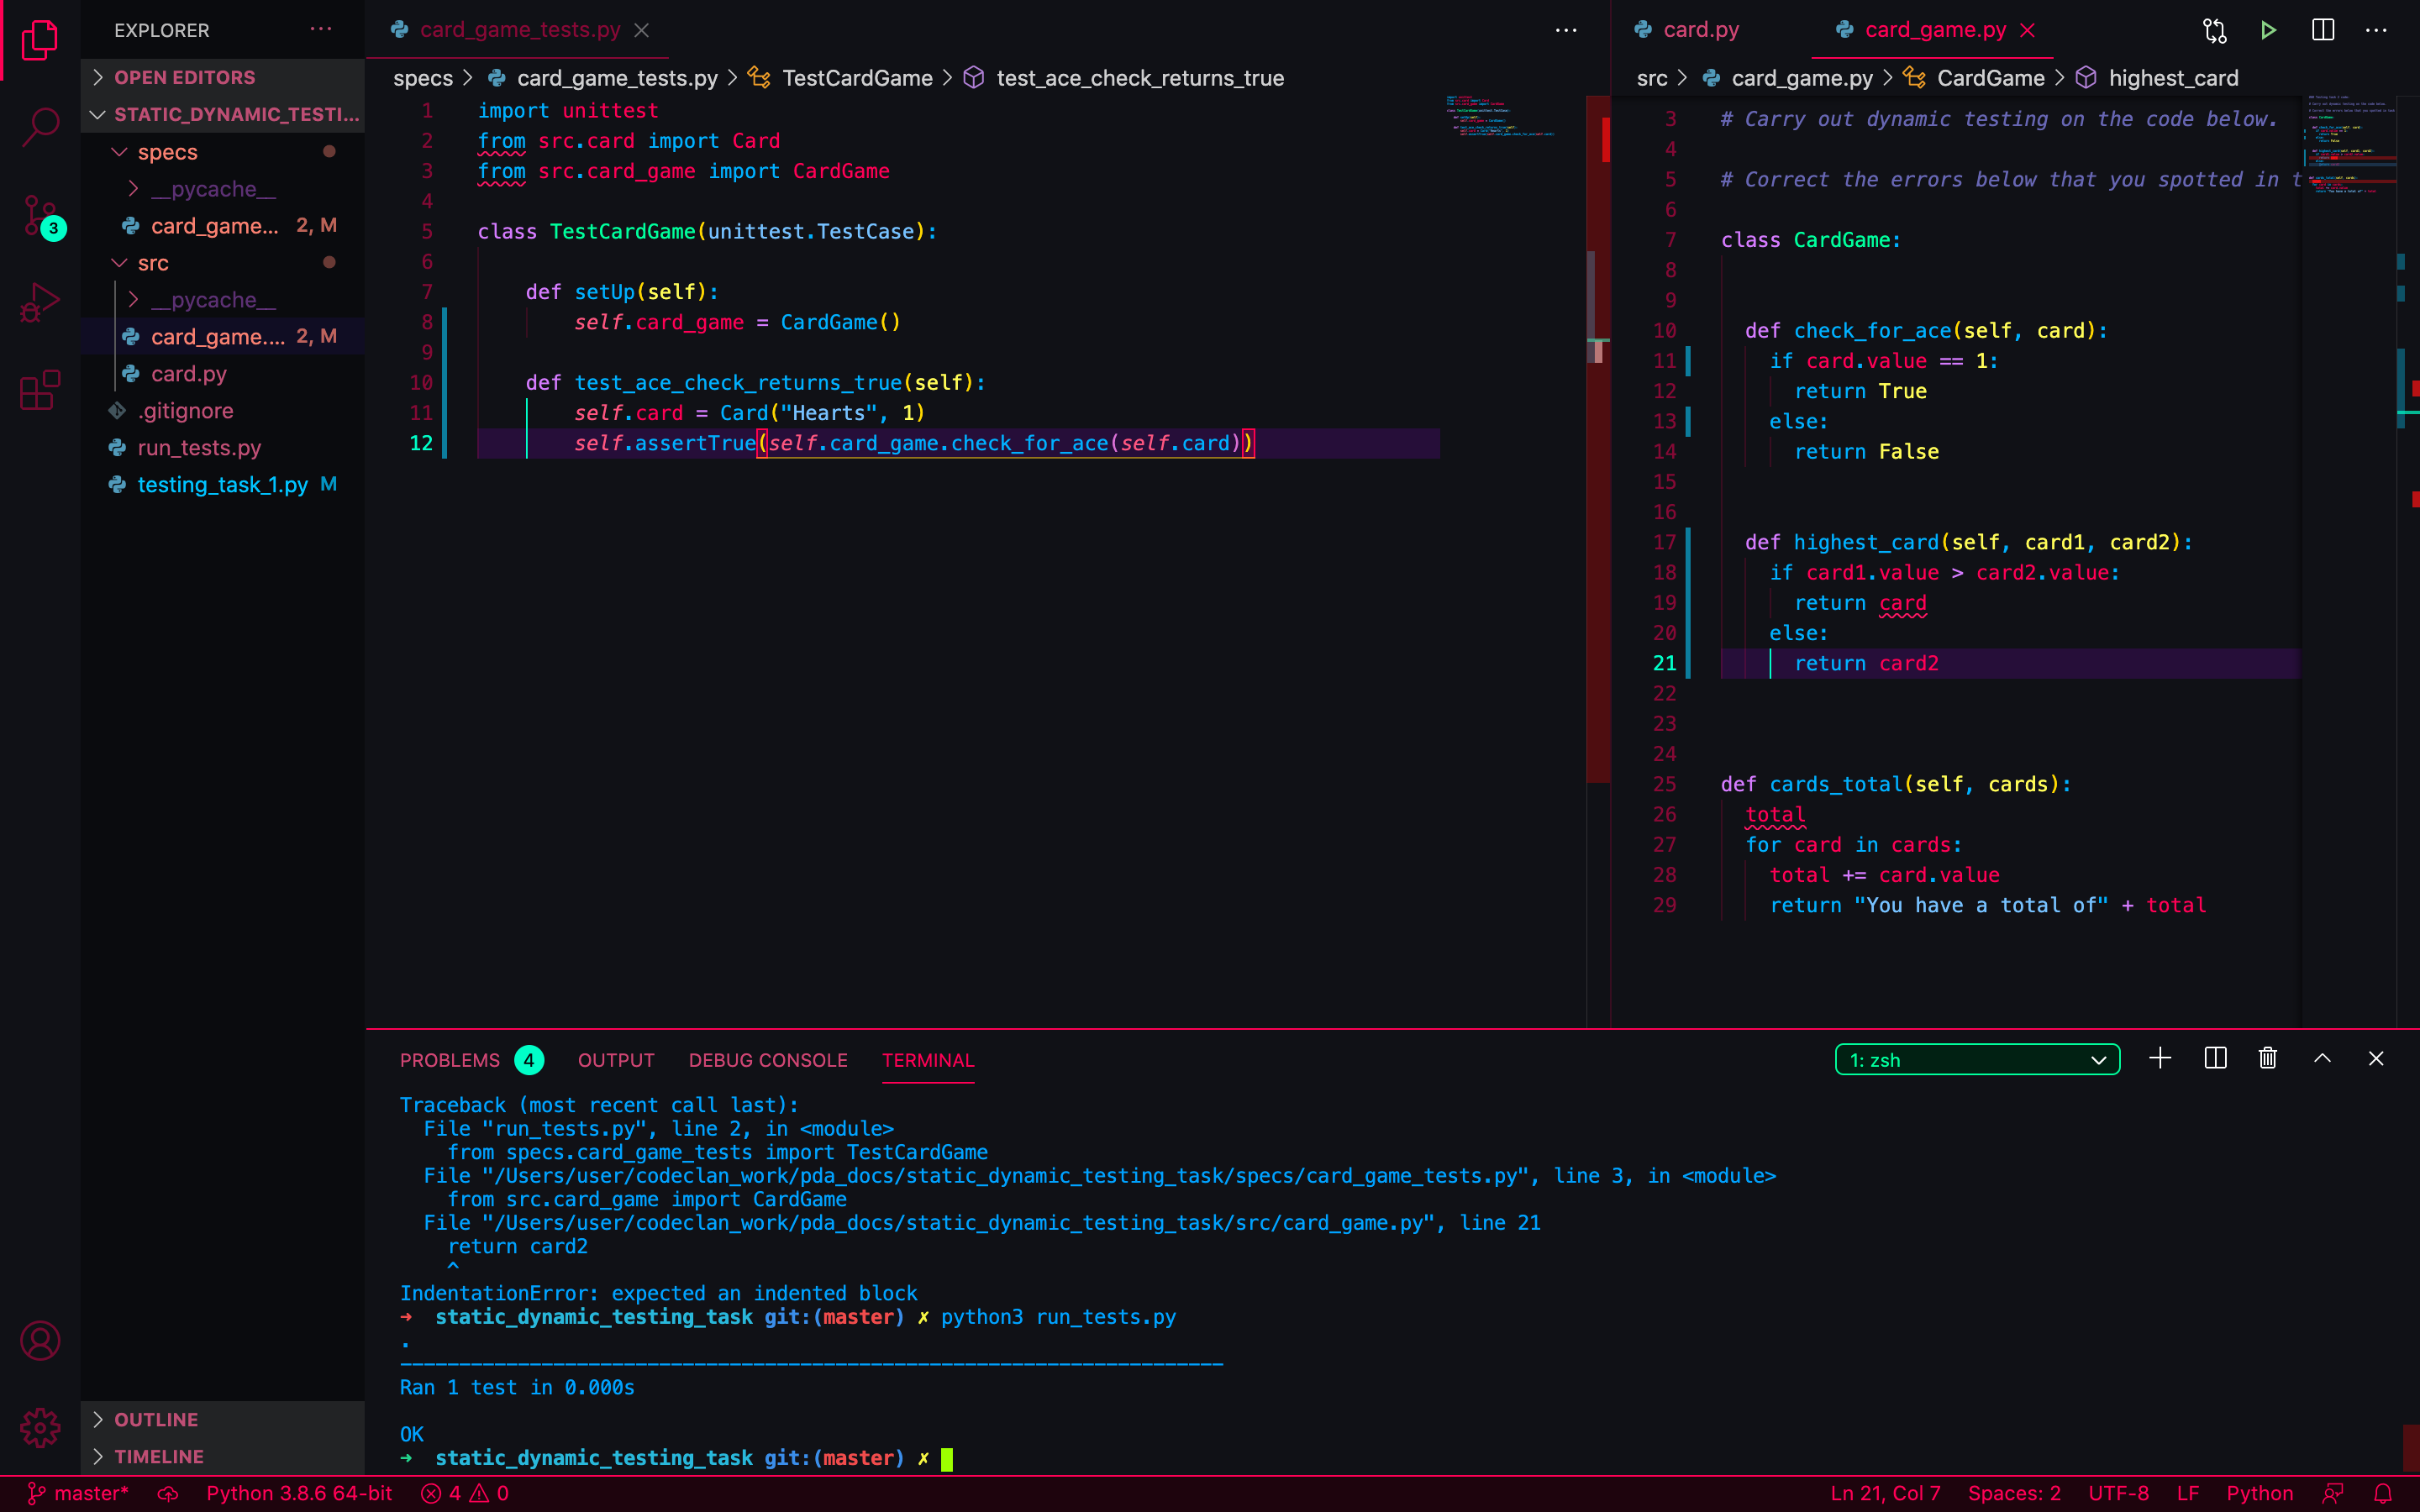 EXPLORER
OPEN EDITORS
STATIC_DYNAMIC_TESTI...
specs
__pycache__
card_game... 2, M
src
__pycache__
card_game.... 2, M
card.py
.gitignore
run_tests.py
testing_task_1.py M
3
OUTLINE
TIMELINE
card_game_tests.py
specs > card_game_tests.py > TestCardGame > test_ace_check_returns_true
1 import unittest
2 from src.card import Card
3 from src.card_game import CardGame
4
5 class TestCardGame(unittest.TestCase):
6
7 def setUp(self):
8 self.card_game = CardGame()
9
10 def test_ace_check_returns_true(self):
11 self.card = Card("Hearts", 1)
12 self.assertTrue(self.card_game.check_for_ace(self.card))
card.py card_game.py
src > card_game.py > CardGame > highest_card
3 # Carry out dynamic testing on the code below.
4
5 # Correct the errors below that you spotted in t
6
7 class CardGame:
8
9
10 def check_for_ace(self, card):
11 if card.value == 1:
12 return True
13 else:
14 return False
15
16
17 def highest_card(self, card1, card2):
18 if card1.value > card2.value:
19 return card
20 else:
21 return card2
22
23
24
25 def cards_total(self, cards):
26 total
27 for card in cards:
28 total += card.value
29 return "You have a total of" + total
PROBLEMS 4 OUTPUT DEBUG CONSOLE TERMINAL 1: zsh
Traceback (most recent call last):
File "run_tests.py", line 2, in <module>
from specs.card_game_tests import TestCardGame
File "/Users/user/codeclan_work/pda_docs/static_dynamic_testing_task/specs/card_game_tests.py", line 3, in <module>
from src.card_game import CardGame
File "/Users/user/codeclan_work/pda_docs/static_dynamic_testing_task/src/card_game.py", line 21
return card2
^
IndentationError: expected an indented block
→ static_dynamic_testing_task git:(master) ✗ python3 run_tests.py
.
----------------------------------------------------------------------
Ran 1 test in 0.000s
OK
→ static_dynamic_testing_task git:(master) ✗
master* Python 3.8.6 64-bit 4 0 Ln 21, Col 7 Spaces: 2 UTF-8 LF Python